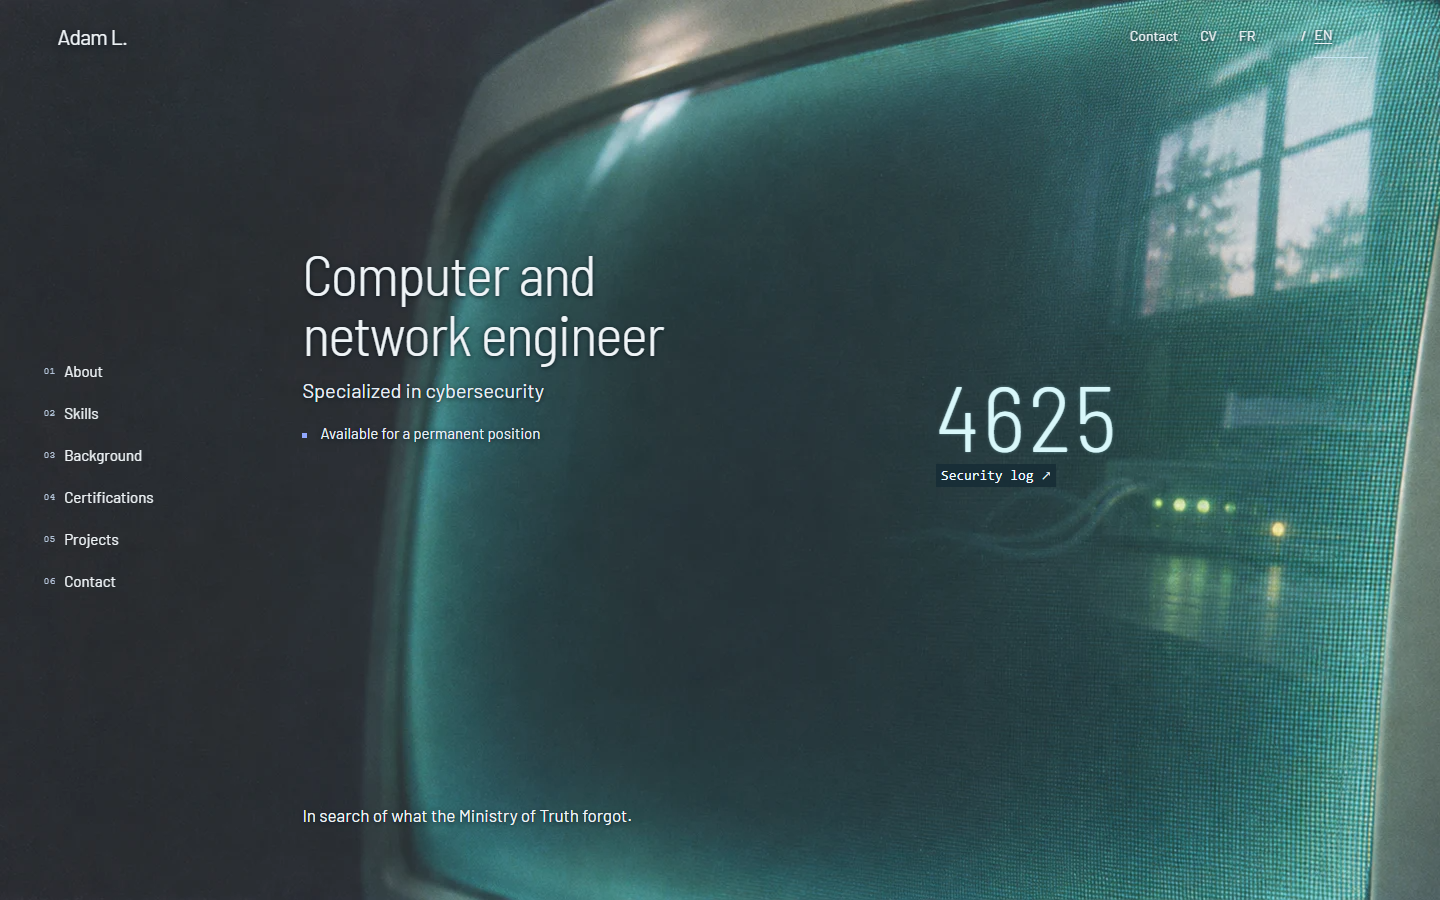 Adam L.
Contact CV FR / EN
Computer and
network engineer
Specialized in cybersecurity
Available for a permanent position
01 About
02 Skills
03 Background
04 Certifications
05 Projects
06 Contact
4625
Security log ↗
In search of what the Ministry of Truth forgot.